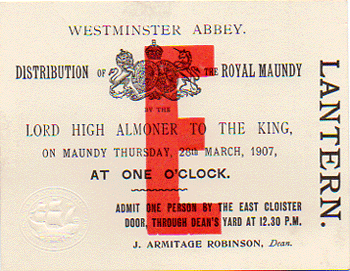 WESTMINSTER ABBEY.
DISTRIBUTION OF THE ROYAL MAUNDY
BY THE
LORD HIGH ALMONER TO THE KING,
ON MAUNDY THURSDAY, 28th MARCH, 1907,
AT ONE O'CLOCK.
ADMIT ONE PERSON BY THE EAST CLOISTER
DOOR, THROUGH DEAN'S YARD AT 12.30 P.M.
J. ARMITAGE ROBINSON, Dean.
LANTERN.
E